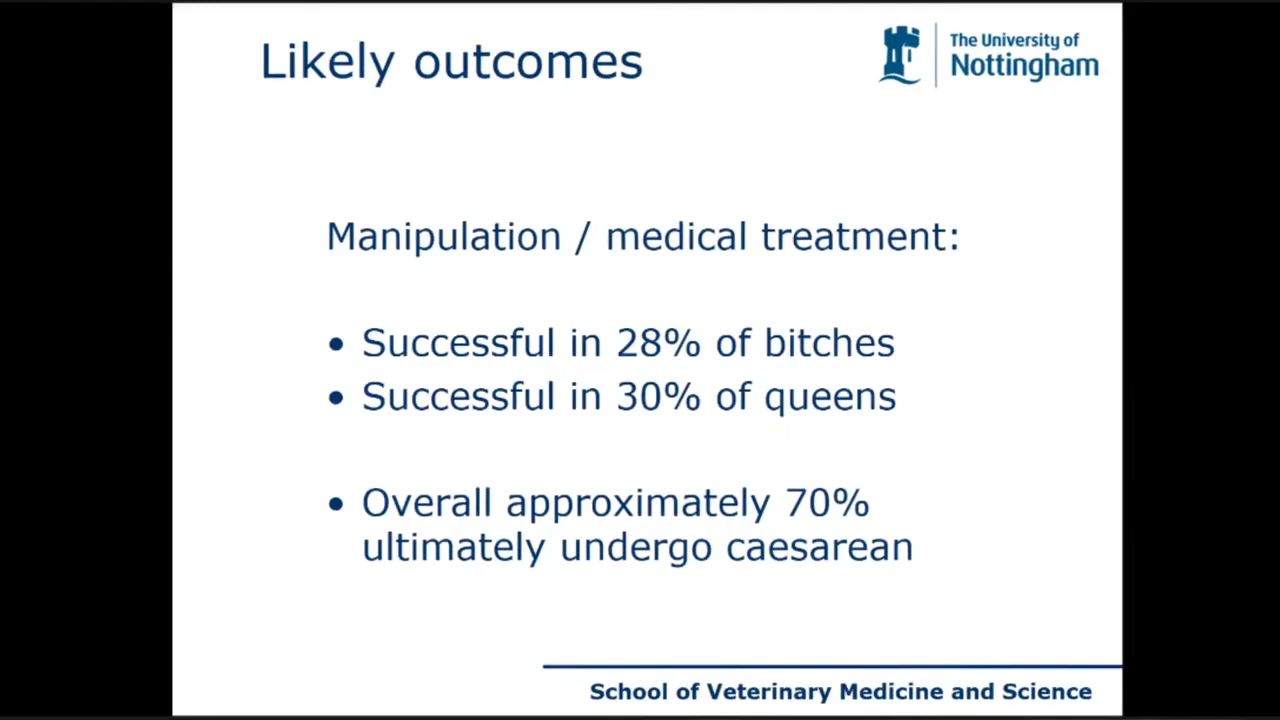 Likely outcomes
The University of
Nottingham
Manipulation / medical treatment:
• Successful in 28% of bitches
• Successful in 30% of queens
• Overall approximately 70%
ultimately undergo caesarean
School of Veterinary Medicine and Science